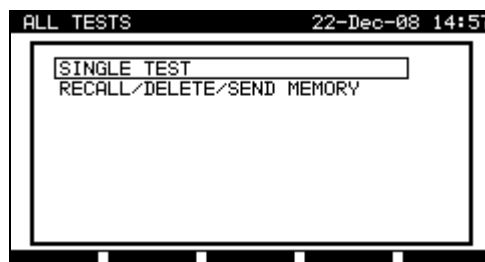 ALL TESTS 22-Dec-08 14:57
SINGLE TEST
RECALL/DELETE/SEND MEMORY